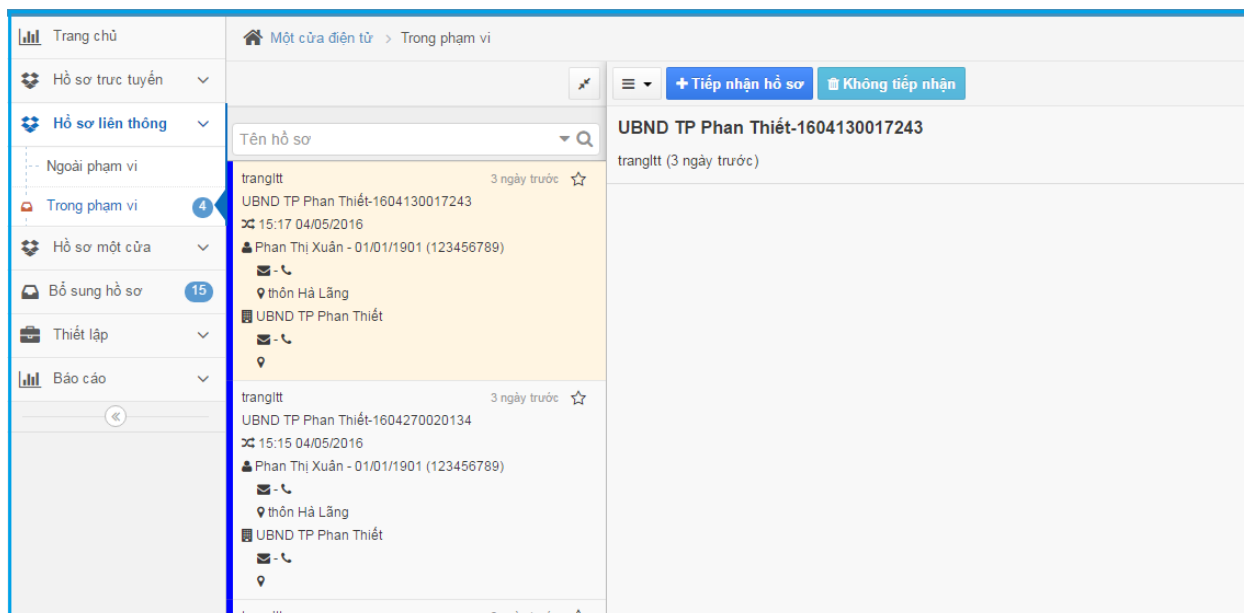 Trang chủ
Hồ sơ trưc tuyến
Hồ sơ liên thông
Ngoài phạm vi
Trong phạm vi 4
Hồ sơ một cửa
Bổ sung hồ sơ 15
Thiết lập
Báo cáo
Một cửa điện tử > Trong phạm vi
Tên hồ sơ
trangltt 3 ngày trước
UBND TP Phan Thiết-1604130017243
15:17 04/05/2016
Phan Thị Xuân - 01/01/1901 (123456789)
-
thôn Hà Lãng
UBND TP Phan Thiết
-
trangltt 3 ngày trước
UBND TP Phan Thiết-1604270020134
15:15 04/05/2016
Phan Thị Xuân - 01/01/1901 (123456789)
-
thôn Hà Lãng
UBND TP Phan Thiết
-
Tiếp nhận hồ sơ Không tiếp nhận
UBND TP Phan Thiết-1604130017243
trangltt (3 ngày trước)